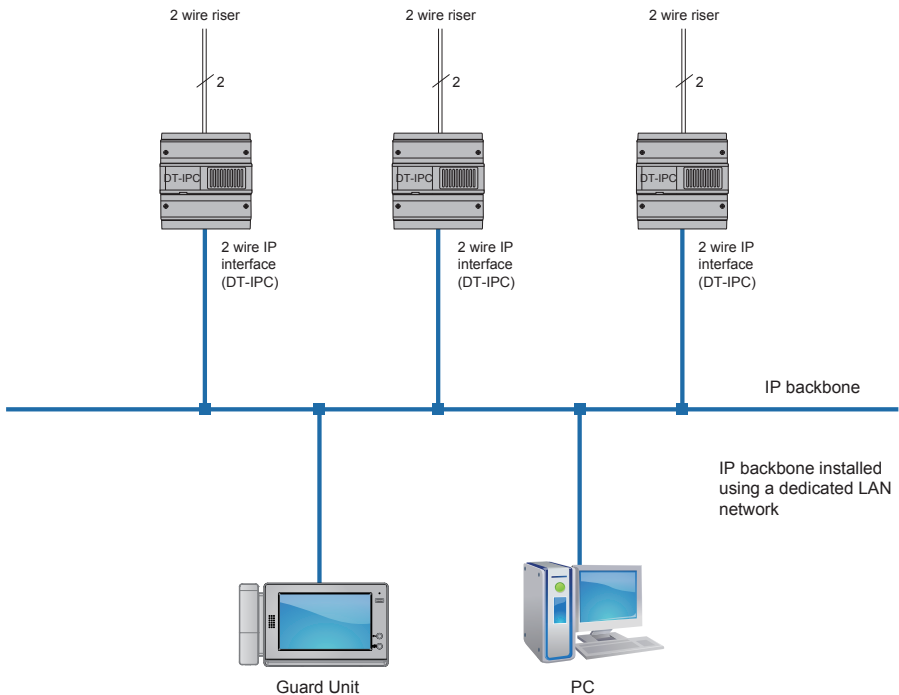 2 wire riser
2 wire riser
2 wire riser
2
2
2
DT-IPC
DT-IPC
DT-IPC
2 wire IP
interface
(DT-IPC)
2 wire IP
interface
(DT-IPC)
2 wire IP
interface
(DT-IPC)
IP backbone
IP backbone installed
using a dedicated LAN
network
Guard Unit
PC